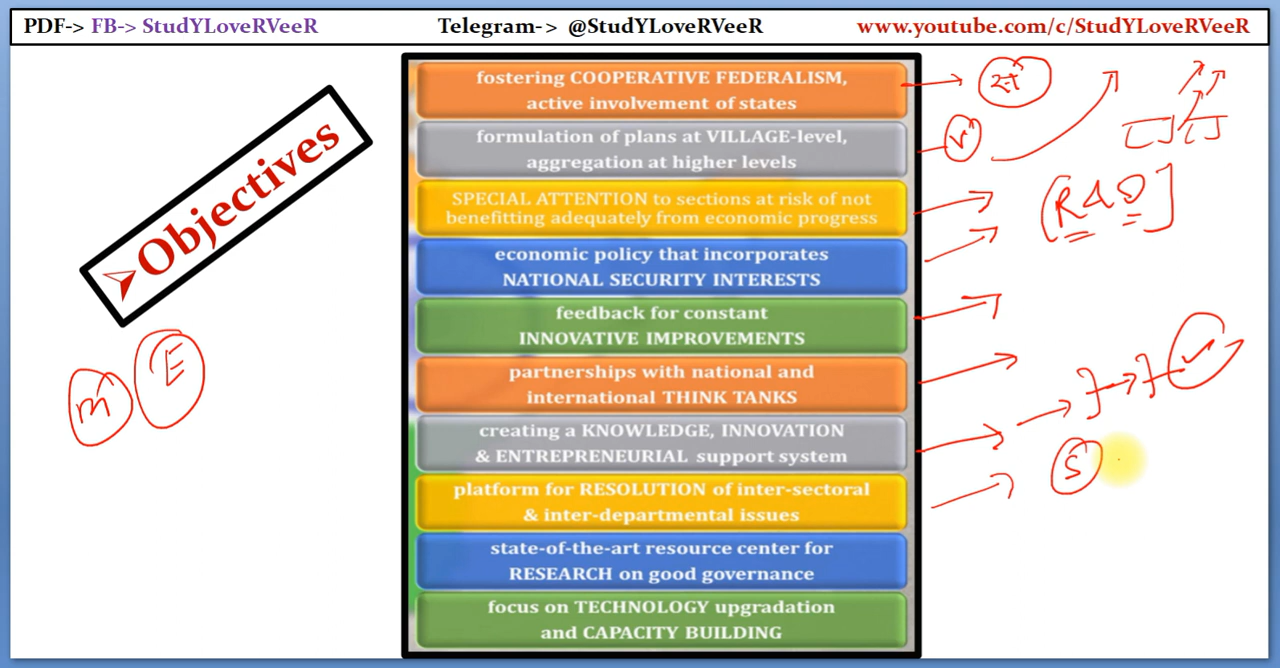 PDF-> FB-> StudYLoveRVeeR
Telegram-> @StudYLoveRVeeR
www.youtube.com/c/StudYLoveRVeeR
Objectives
fostering COOPERATIVE FEDERALISM,
active involvement of states
formulation of plans at VILLAGE-level,
aggregation at higher levels
SPECIAL ATTENTION to sections at risk of not
benefitting adequately from economic progress
economic policy that incorporates
NATIONAL SECURITY INTERESTS
feedback for constant
INNOVATIVE IMPROVEMENTS
partnerships with national and
international THINK TANKS
creating a KNOWLEDGE, INNOVATION
& ENTREPRENEURIAL support system
platform for RESOLUTION of inter-sectoral
& inter-departmental issues
state-of-the-art resource center for
RESEARCH on good governance
focus on TECHNOLOGY upgradation
and CAPACITY BUILDING
V
m
E
S